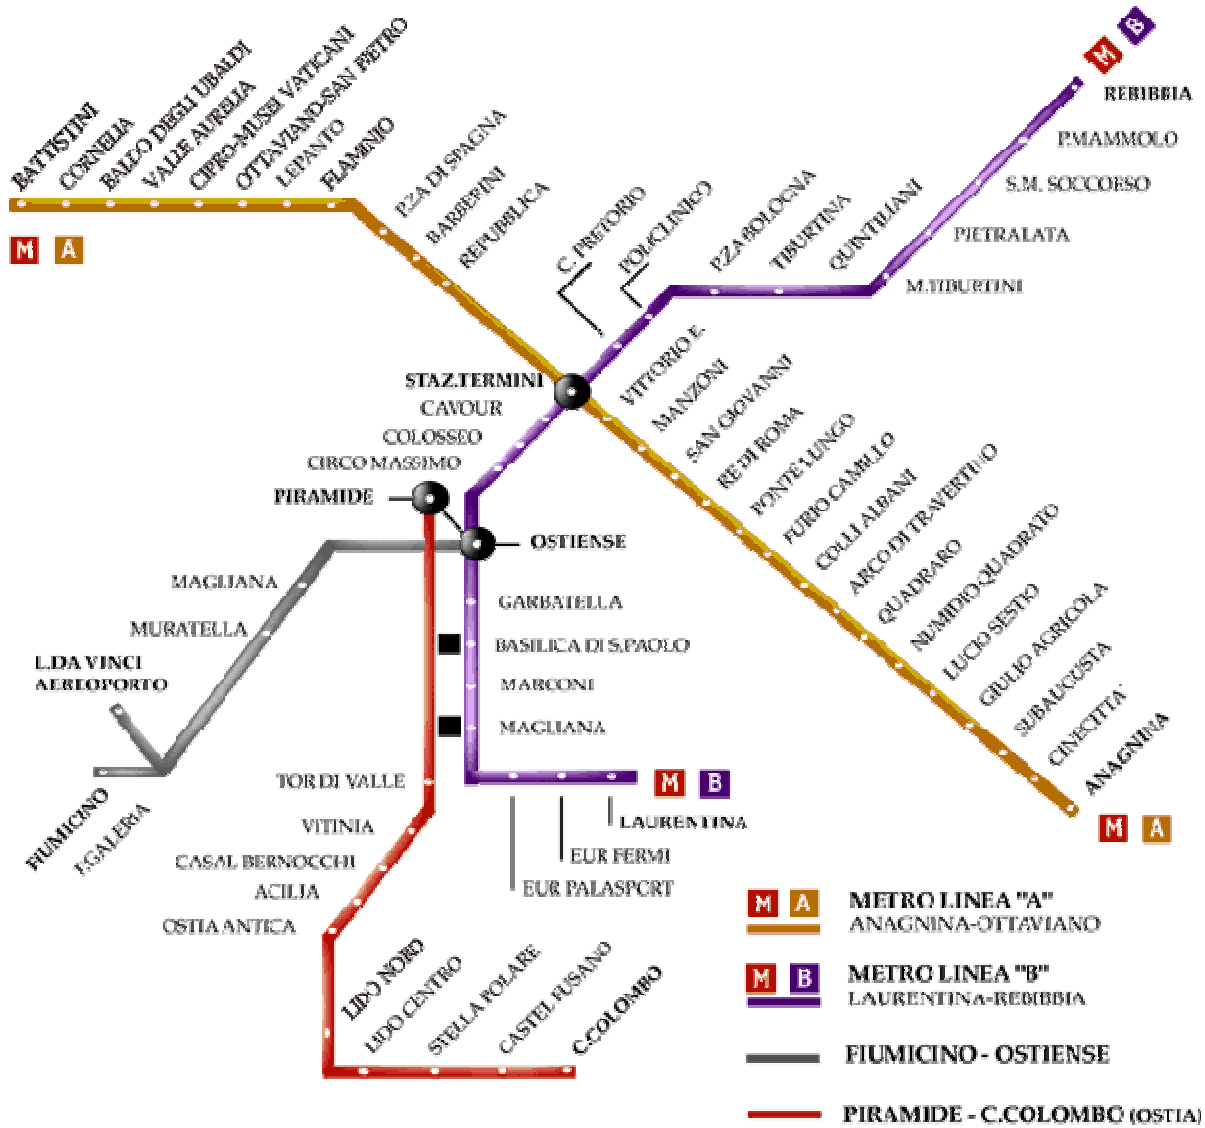 BATTISTINI
CORNELIA
BALDO DEGLI UBALDI
VALLE AURELIA
CIPRO-MUSEI VATICANI
OTTAVIANO-SAN PIETRO
LEPANTO
FLAMINIO
P.ZA DI SPAGNA
BARBERINI
REPUBBLICA
C. PRETORIO
POLICLINICO
P.ZA BOLOGNA
TIBURTINA
QUINTILIANI
M B
REBIBBIA
P.MAMMOLO
S.M. SOCCORSO
PIETRALATA
M.TIBURTINI
M A
STAZ.TERMINI
CAVOUR
COLOSSEO
CIRCO MASSIMO
PIRAMIDE
OSTIENSE
VITTORIO E.
MANZONI
SAN GIOVANNI
RE DI ROMA
PONTE LUNGO
FURIO CAMILLO
COLLI ALBANI
ARCO DI TRAVERTINO
QUADRARO
NUMIDIO QUADRATO
LUCIO SESTIO
GIULIO AGRICOLA
SUBAUGUSTA
CINECITTA'
ANAGNINA
M A
MAGLIANA
MURATELLA
L.DA VINCI
AEREOPORTO
FIUMICINO
P.GALERIA
GARBATELLA
BASILICA DI S.PAOLO
MARCONI
MAGLIANA
M B
LAURENTINA
EUR FERMI
EUR PALASPORT
TOR DI VALLE
VITINIA
CASAL BERNOCCHI
ACILIA
OSTIA ANTICA
LIDO NORD
LIDO CENTRO
STELLA POLARE
CASTEL FUSANO
C.COLOMBO
M A METRO LINEA "A"
ANAGNINA-OTTAVIANO
M B METRO LINEA "B"
LAURENTINA-REBIBBIA
FIUMICINO - OSTIENSE
PIRAMIDE - C.COLOMBO (OSTIA)